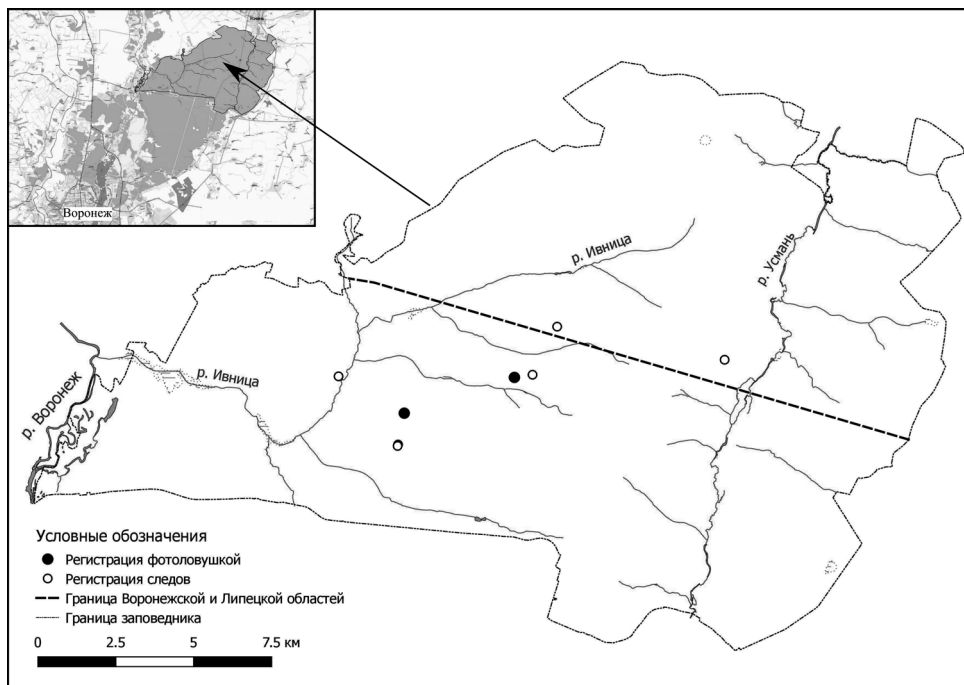 Воронеж
р. Ивница
р. Усмань
р. Ивница
р. Воронеж
Условные обозначения
Регистрация фотоловушкой
Регистрация следов
Граница Воронежской и Липецкой областей
Граница заповедника
0 2.5 5 7.5 км